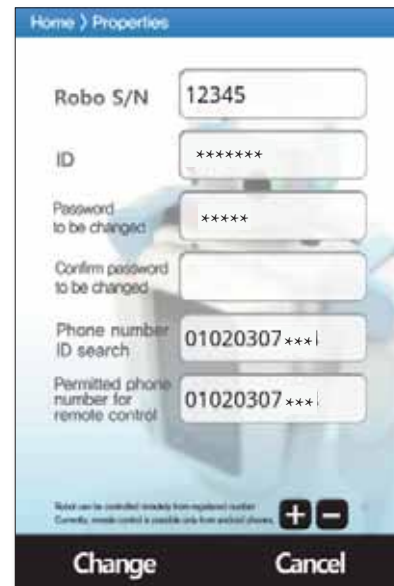 Home > Properties
Robo S/N
12345
ID
*******
Password
to be changed
*****
Confirm password
to be changed
Phone number
ID search
01020307***
Permitted phone
number for
remote control
01020307***
Robot can be controlled remotely from registered number
Currently, remote control is possible only from android phones.
+ -
Change Cancel